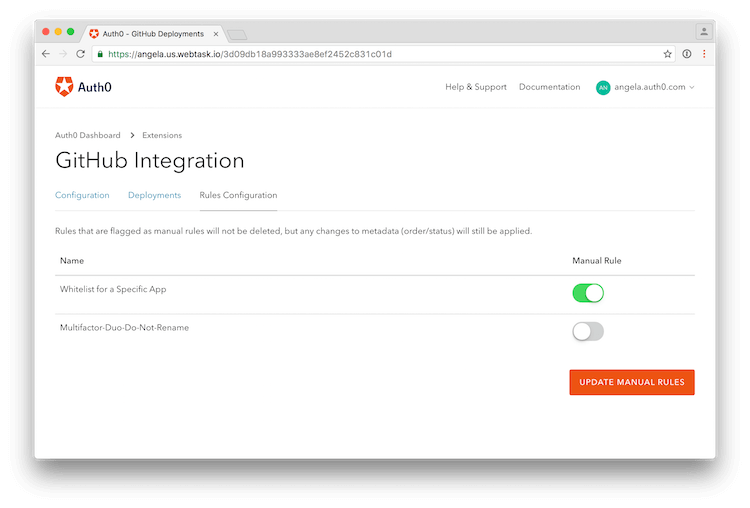 Auth0 - GitHub Deployments
https://angela.us.webtask.io/3d09db18a993333ae8ef2452c831c01d
Auth0
Help & Support Documentation AN angela.auth0.com
Auth0 Dashboard > Extensions
GitHub Integration
Configuration Deployments Rules Configuration
Rules that are flagged as manual rules will not be deleted, but any changes to metadata (order/status) will still be applied.
Name Manual Rule
Whitelist for a Specific App
Multifactor-Duo-Do-Not-Rename
UPDATE MANUAL RULES